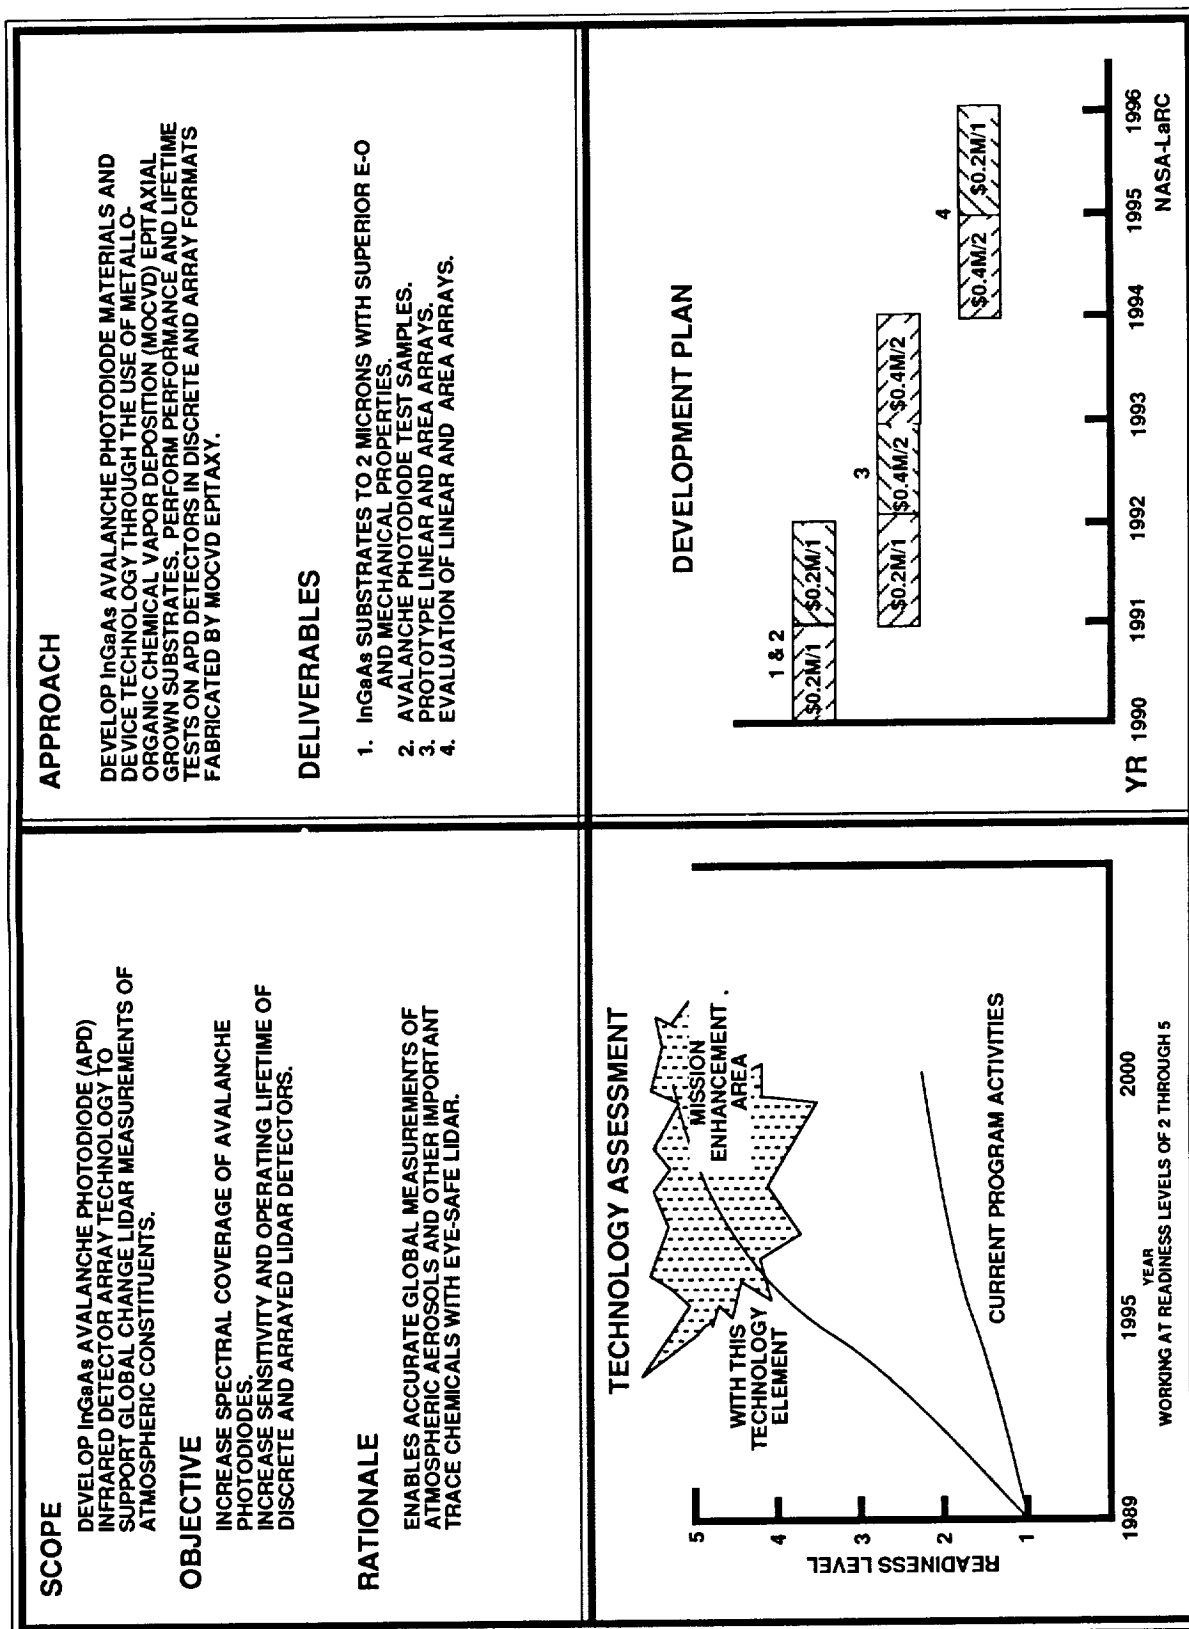 SCOPE
DEVELOP InGaAs AVALANCHE PHOTODIODE (APD)
INFRARED DETECTOR ARRAY TECHNOLOGY TO
SUPPORT GLOBAL CHANGE LIDAR MEASUREMENTS OF
ATMOSPHERIC CONSTITUENTS.
OBJECTIVE
INCREASE SPECTRAL COVERAGE OF AVALANCHE
PHOTODIODES.
INCREASE SENSITIVITY AND OPERATING LIFETIME OF
DISCRETE AND ARRAYED LIDAR DETECTORS.
RATIONALE
ENABLES ACCURATE GLOBAL MEASUREMENTS OF
ATMOSPHERIC AEROSOLS AND OTHER IMPORTANT
TRACE CHEMICALS WITH EYE-SAFE LIDAR.
APPROACH
DEVELOP InGaAs AVALANCHE PHOTODIODE MATERIALS AND
DEVICE TECHNOLOGY THROUGH THE USE OF METALLO-
ORGANIC CHEMICAL VAPOR DEPOSITION (MOCVD) EPITAXIAL
GROWN SUBSTRATES. PERFORM PERFORMANCE AND LIFETIME
TESTS ON APD DETECTORS IN DISCRETE AND ARRAY FORMATS
FABRICATED BY MOCVD EPITAXY.
DELIVERABLES
1. InGaAs SUBSTRATES TO 2 MICRONS WITH SUPERIOR E-O
AND MECHANICAL PROPERTIES.
2. AVALANCHE PHOTODIODE TEST SAMPLES.
3. PROTOTYPE LINEAR AND AREA ARRAYS.
4. EVALUATION OF LINEAR AND AREA ARRAYS.
TECHNOLOGY ASSESSMENT
READINESS LEVEL
5
4
3
2
1
WITH THIS
TECHNOLOGY
ELEMENT
MISSION
ENHANCEMENT
AREA
CURRENT PROGRAM ACTIVITIES
1989
1995
2000
YEAR
WORKING AT READINESS LEVELS OF 2 THROUGH 5
DEVELOPMENT PLAN
1 & 2
$0.2M/1 $0.2M/1
3
$0.2M/1 $0.4M/2 $0.4M/2
4
$0.4M/2 $0.2M/1
YR 1990 1991 1992 1993 1994 1995 1996
NASA-LaRC